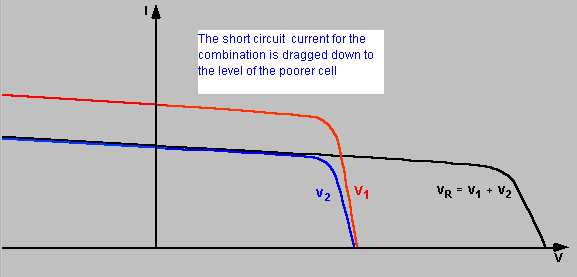 I
The short circuit current for the
combination is dragged down to
the level of the poorer cell
V₂
V₁
V_R = V₁ + V₂
V